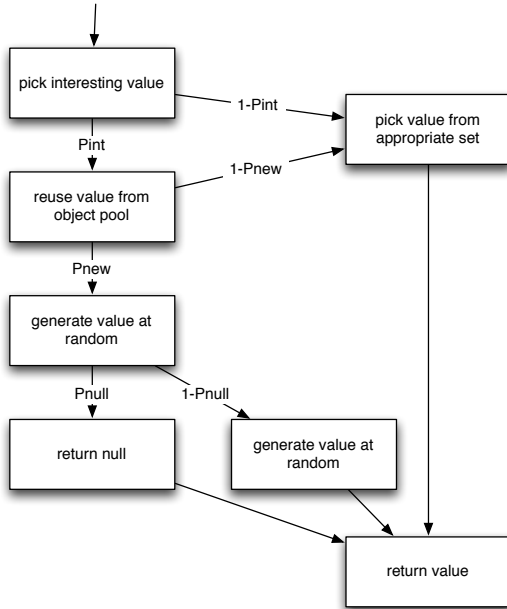 pick interesting value
1-Pint
pick value from
appropriate set
Pint
1-Pnew
reuse value from
object pool
Pnew
generate value at
random
Pnull
1-Pnull
return null
generate value at
random
return value